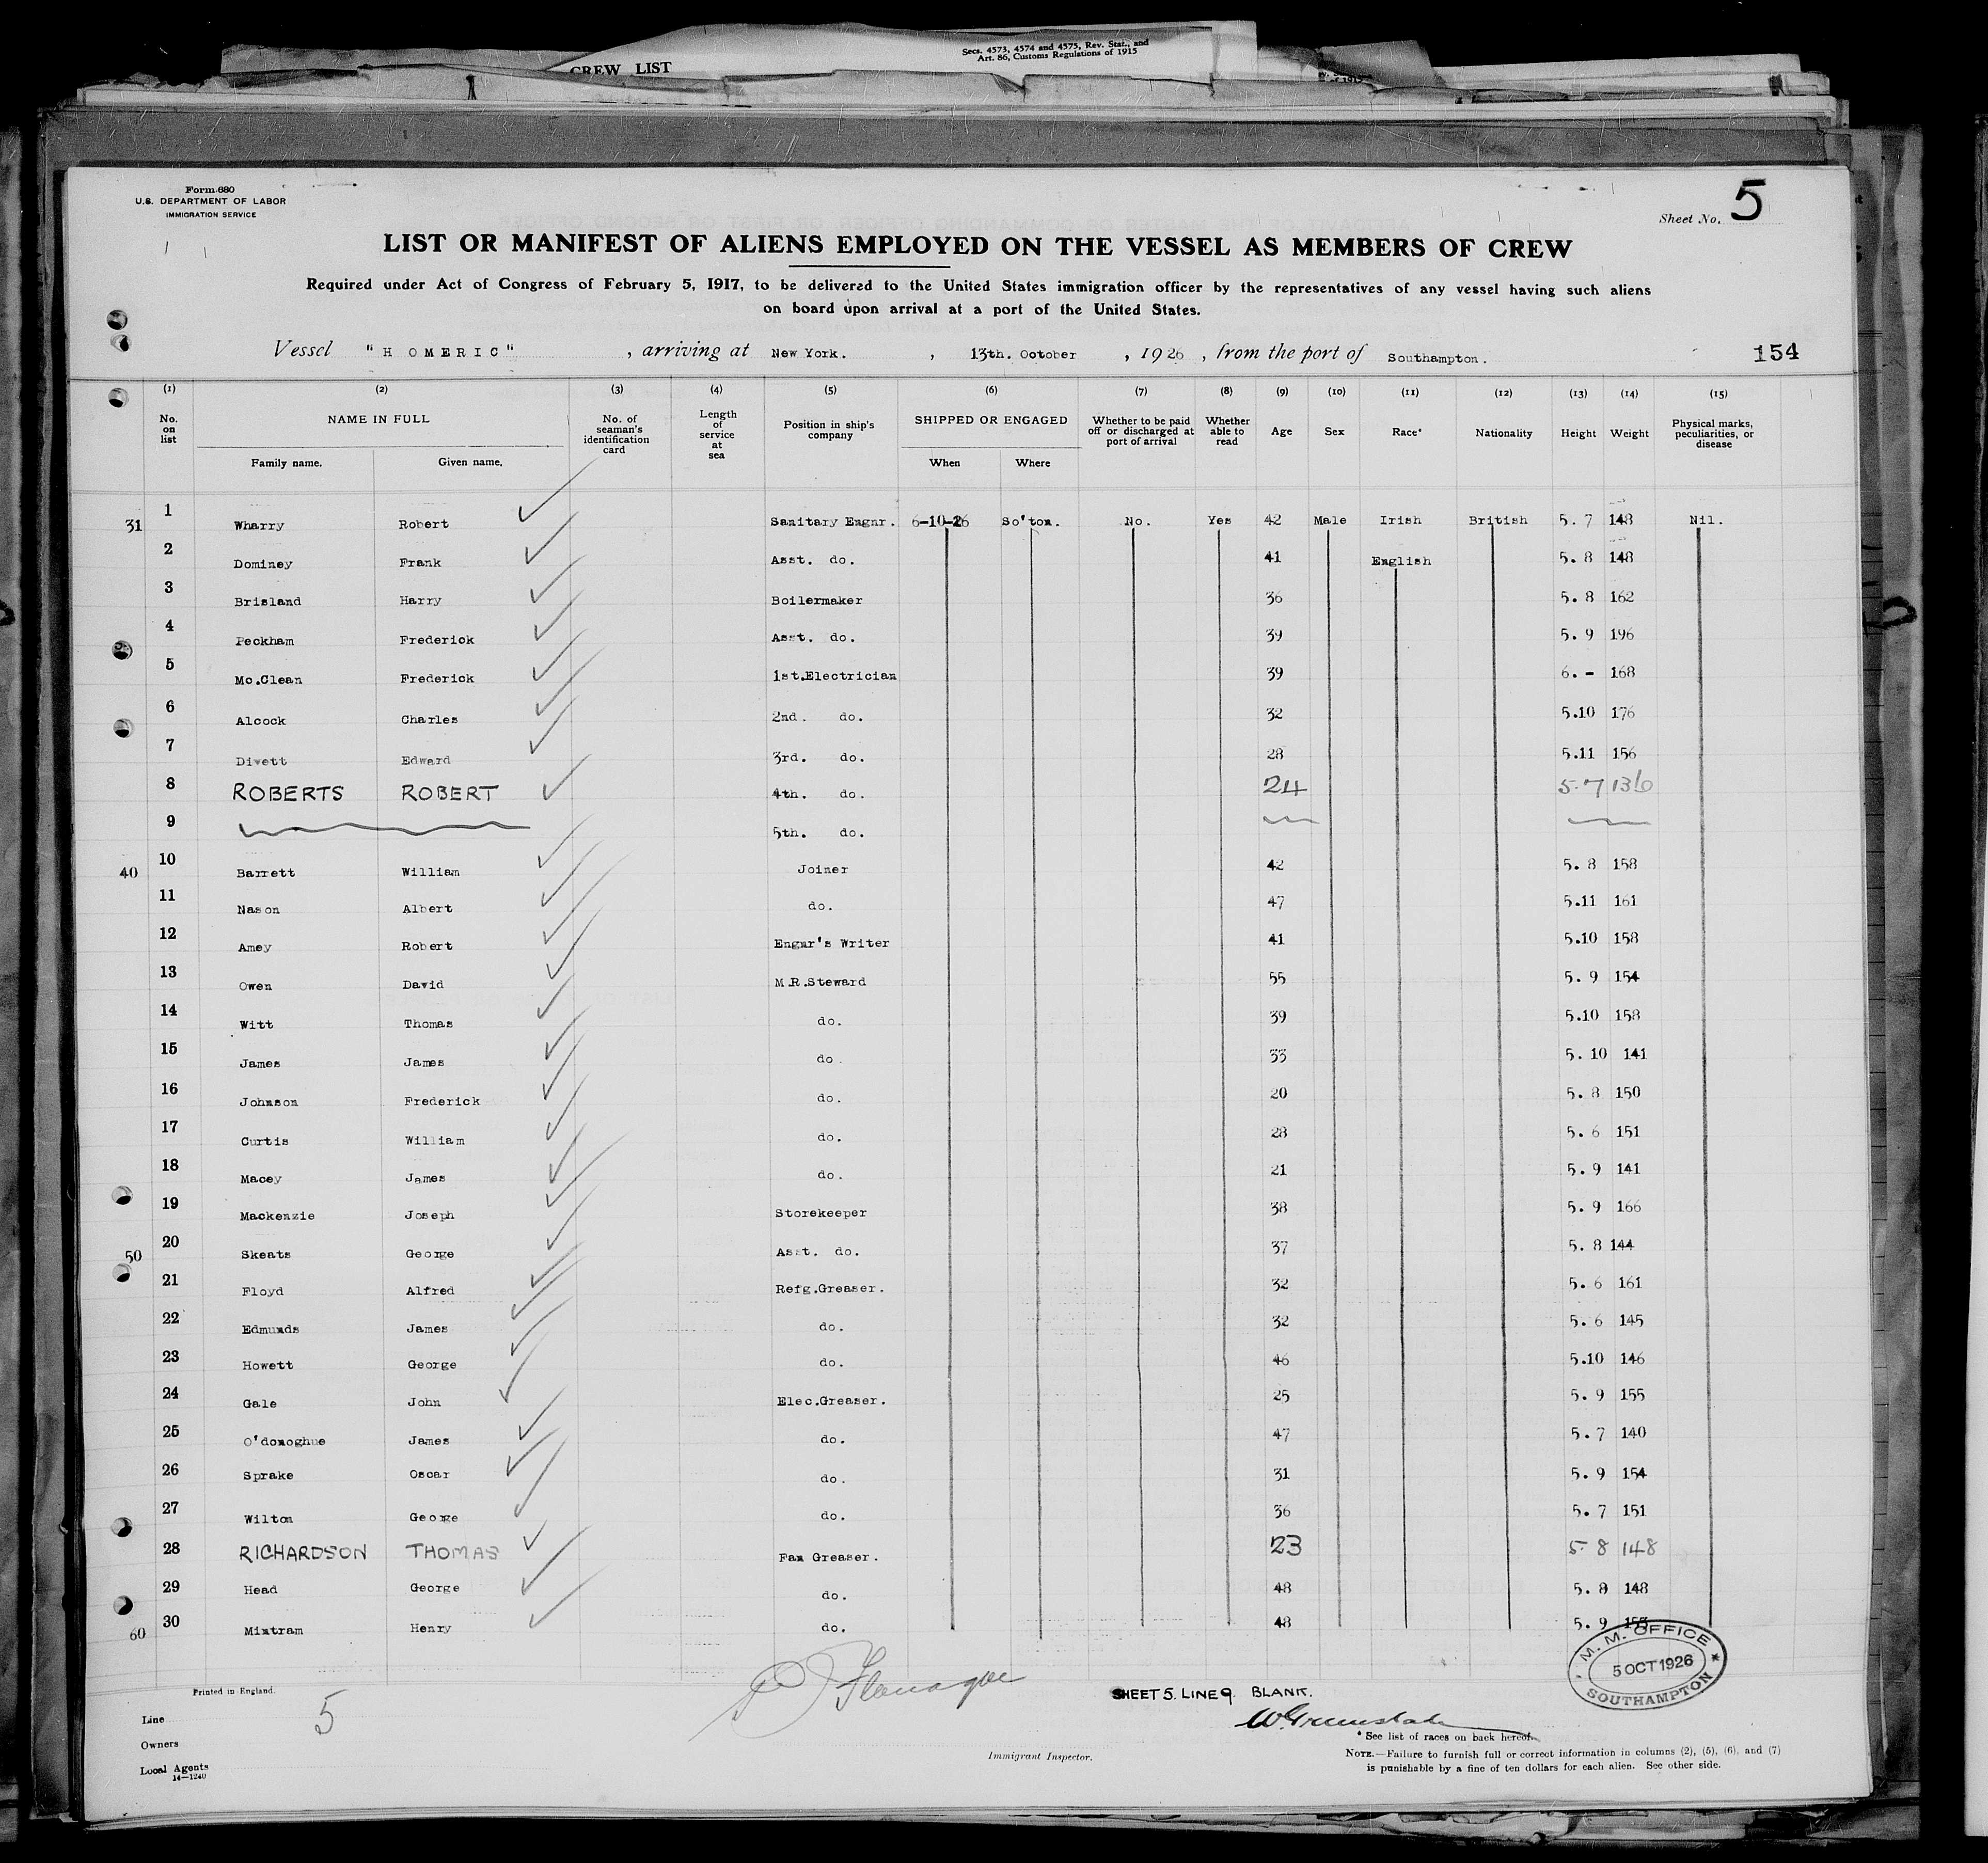 CREW LIST
Secs. 4573, 4574 and 4575, Rev. Stat., and
Art. 86, Customs Regulations of 1915
Form 680
U.S. DEPARTMENT OF LABOR
IMMIGRATION SERVICE
Sheet No. 5
LIST OR MANIFEST OF ALIENS EMPLOYED ON THE VESSEL AS MEMBERS OF CREW
Required under Act of Congress of February 5, 1917, to be delivered to the United States immigration officer by the representatives of any vessel having such aliens
on board upon arrival at a port of the United States.
Vessel "HOMERIC", arriving at New York., 13th. October, 1926, from the port of Southampton. 154
(1) (2) (3) (4) (5) (6) (7) (8) (9) (10) (11) (12) (13) (14) (15)
No. on list NAME IN FULL Family name. Given name. No. of seaman's identification card Length of service at sea Position in ship's company SHIPPED OR ENGAGED When Where Whether to be paid off or discharged at port of arrival Whether able to read Age Sex Race* Nationality Height Weight Physical marks, peculiarities, or disease
31 1 Wharry Robert Sanitary Engnr. 6-10-26 So'ton. No. Yes 42 Male Irish British 5. 7 148 Nil.
2 Dominey Frank Asst. do. 41 English 5. 8 148
3 Brisland Harry Boilermaker 36 5. 8 162
4 Peckham Frederick Asst. do. 39 5. 9 196
5 Mc.Clean Frederick 1st.Electrician 39 6. - 168
6 Alcock Charles 2nd. do. 32 5.10 176
7 Divett Edward 3rd. do. 28 5.11 156
8 ROBERTS ROBERT 4th. do. 24 5.7 136
9 5th. do.
40 10 Barrett William Joiner 42 5. 8 158
11 Nason Albert do. 47 5.11 161
12 Amey Robert Engnr's Writer 41 5.10 158
13 Owen David M.R.Steward 55 5. 9 154
14 Witt Thomas do. 39 5.10 158
15 James James do. 33 5. 10 141
16 Johnson Frederick do. 20 5. 8 150
17 Curtis William do. 28 5. 6 151
18 Macey James do. 21 5. 9 141
19 Mackenzie Joseph Storekeeper 38 5. 9 166
50 20 Skeats George Asst. do. 37 5. 8 144
21 Floyd Alfred Refg.Greaser. 32 5. 6 161
22 Edmunds James do. 32 5. 6 145
23 Howett George do. 46 5.10 146
24 Gale John Elec.Greaser. 25 5. 9 155
25 O'donoghue James do. 47 5. 7 140
26 Sprake Oscar do. 31 5. 9 154
27 Wilton George do. 36 5. 7 151
28 RICHARDSON THOMAS Fan Greaser. 23 5. 8 148
29 Head George do. 48 5. 8 148
60 30 Mintram Henry do. 48 5. 9 153
M. M. OFFICE
5 OCT 1926
SOUTHAMPTON
Printed in England.
SHEET 5. LINE 9. BLANK.
Line 5
Owners
* See list of races on back hereof.
Immigrant Inspector.
NOTE.—Failure to furnish full or correct information in columns (2), (5), (6), and (7)
Local Agents
is punishable by a fine of ten dollars for each alien. See other side.
14—1240